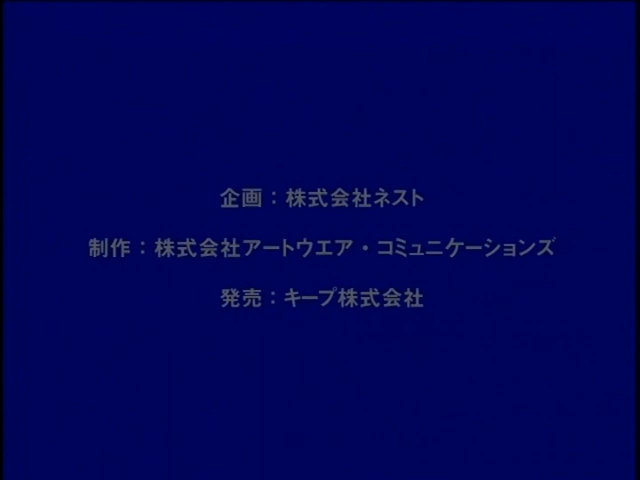 企画：株式会社ネスト
制作：株式会社アートウエア・コミュニケーションズ
発売：キープ株式会社